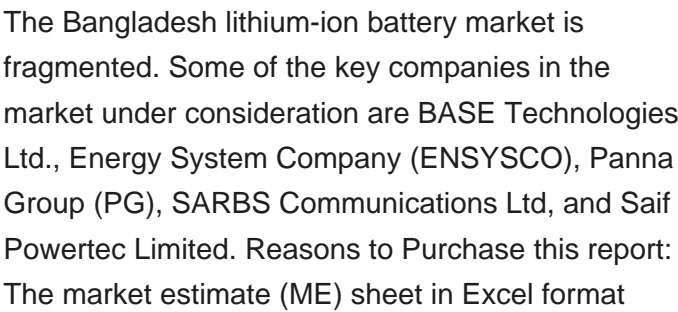 The Bangladesh lithium-ion battery market is
fragmented. Some of the key companies in the
market under consideration are BASE Technologies
Ltd., Energy System Company (ENSYSCO), Panna
Group (PG), SARBS Communications Ltd, and Saif
Powertec Limited. Reasons to Purchase this report:
The market estimate (ME) sheet in Excel format